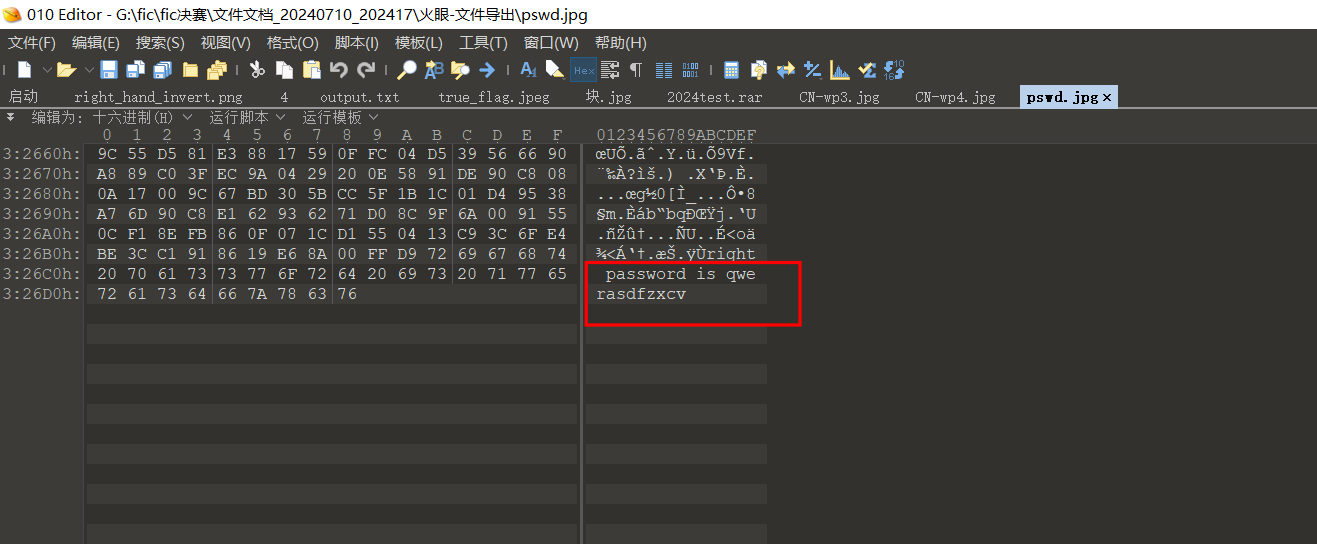 010 Editor - G:\fic\fic决赛\文件文档_20240710_202417\火眼-文件导出\pswd.jpg
文件(F) 编辑(E) 搜索(S) 视图(V) 格式(O) 脚本(I) 模板(L) 工具(T) 窗口(W) 帮助(H)
Hex
启动 right_hand_invert.png 4 output.txt true_flag.jpeg 块.jpg 2024test.rar CN-wp3.jpg CN-wp4.jpg pswd.jpg ×
编辑为: 十六进制(H) 运行脚本 运行模板
0 1 2 3 4 5 6 7 8 9 A B C D E F 0123456789ABCDEF
3:2660h: 9C 55 D5 81 E3 88 17 59 0F FC 04 D5 39 56 66 90 œUÕ.ãˆ.Y.ü.Õ9Vf.
3:2670h: A8 89 C0 3F EC 9A 04 29 20 0E 58 91 DE 90 C8 08 ¨‰À?ìš.) .X‘Þ.È.
3:2680h: 0A 17 00 9C 67 BD 30 5B CC 5F 1B 1C 01 D4 95 38 ...œg½0[Ì_...Ô•8
3:2690h: A7 6D 90 C8 E1 62 93 62 71 D0 8C 9F 6A 00 91 55 §m.Èáb“bqÐŒŸj.‘U
3:26A0h: 0C F1 8E FB 86 0F 07 1C D1 55 04 13 C9 3C 6F E4 .ñŽû†...ÑU..É<oä
3:26B0h: BE 3C C1 91 86 19 E6 8A 00 FF D9 72 69 67 68 74 ¾<Á‘†.æŠ.ÿÙright
3:26C0h: 20 70 61 73 73 77 6F 72 64 20 69 73 20 71 77 65 password is qwe
3:26D0h: 72 61 73 64 66 7A 78 63 76 rasdfzxcv